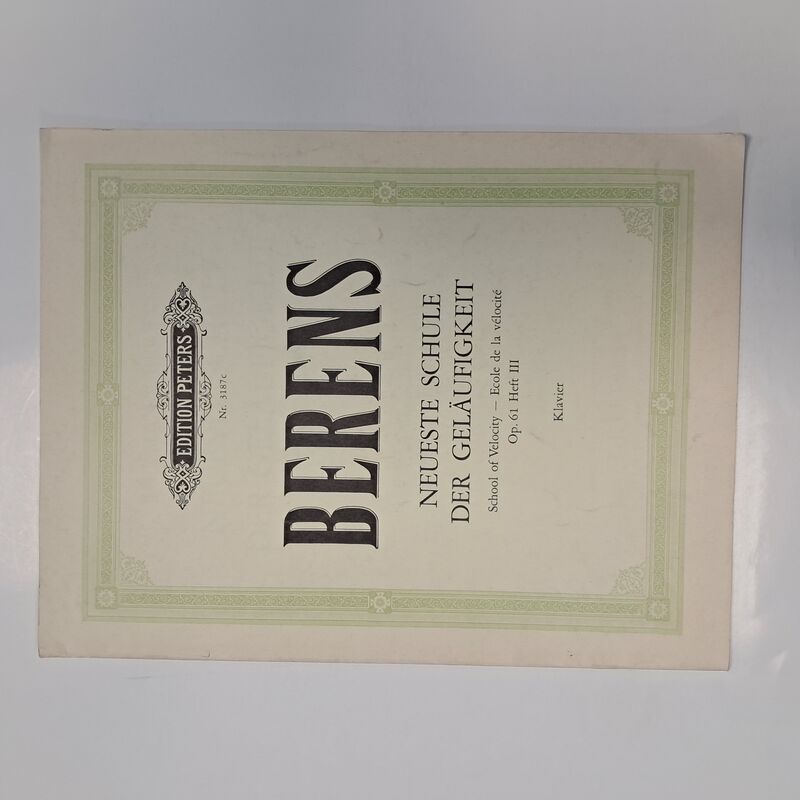 EDITION PETERS
Nr. 3187c
BERENS
NEUESTE SCHULE
DER GELÄUFIGKEIT
School of Velocity – Ecole de la vélocité
Op. 61 Heft III
Klavier